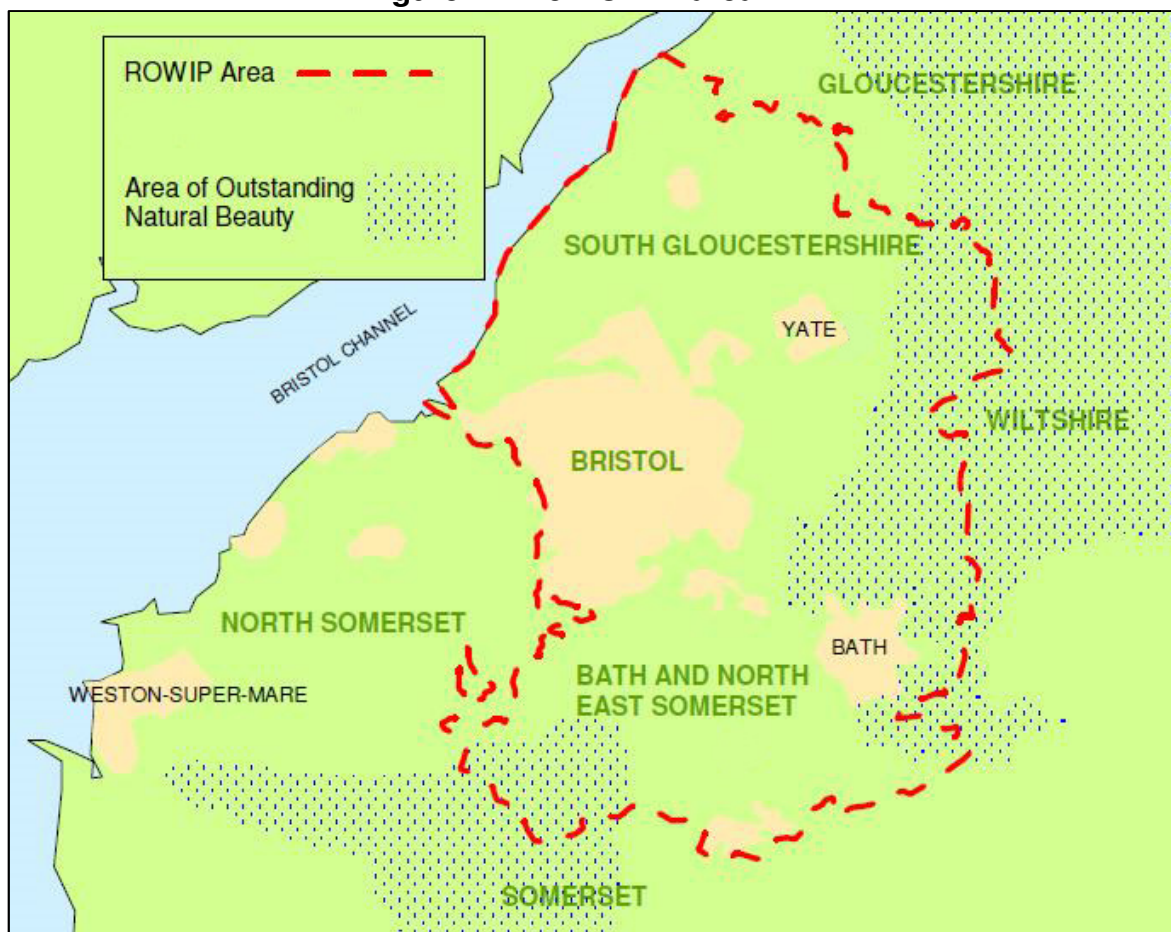 ROWIP Area
Area of Outstanding
Natural Beauty
GLOUCESTERSHIRE
SOUTH GLOUCESTERSHIRE
YATE
BRISTOL CHANNEL
WILTSHIRE
BRISTOL
NORTH SOMERSET
BATH
BATH AND NORTH
EAST SOMERSET
WESTON-SUPER-MARE
SOMERSET